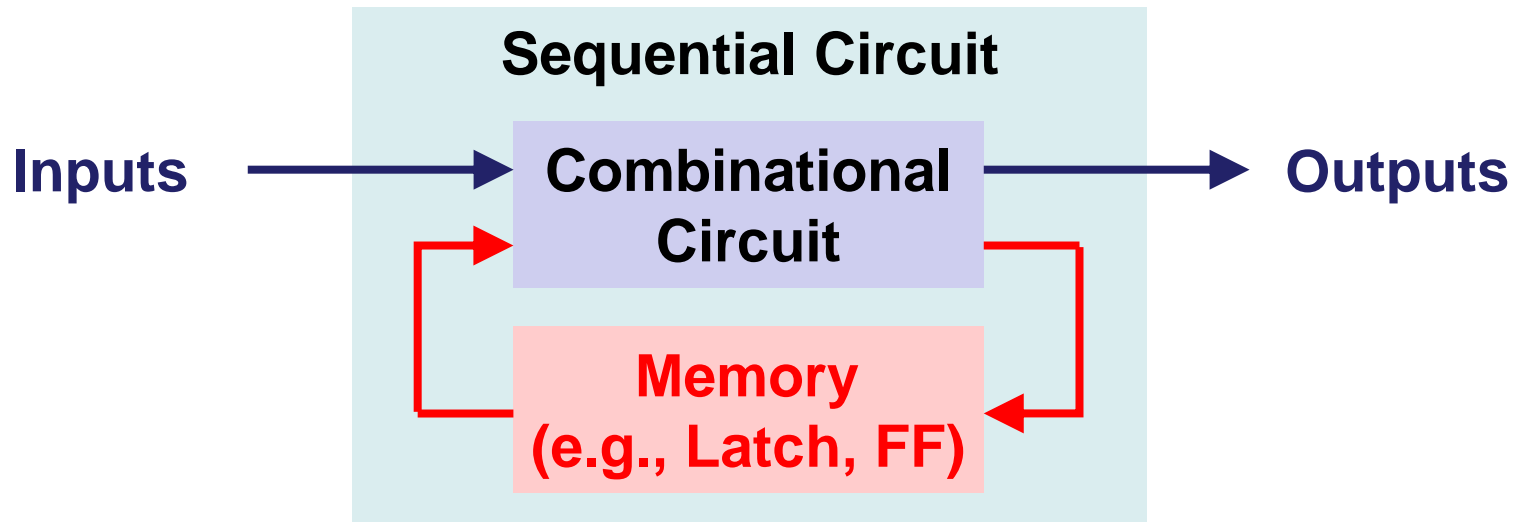 Sequential Circuit
Inputs
Combinational
Circuit
Outputs
Memory
(e.g., Latch, FF)